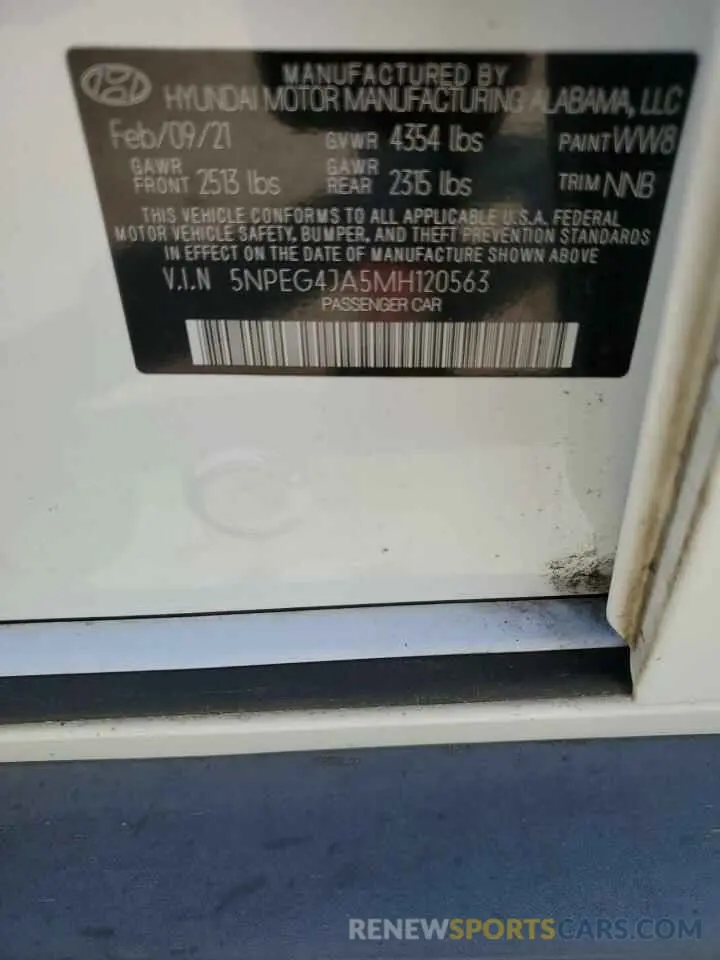 MANUFACTURED BY
HYUNDAI MOTOR MANUFACTURING ALABAMA, LLC
Feb/09/21 GVWR 4354 lbs PAINT WW8
GAWR FRONT 2513 lbs GAWR REAR 2315 lbs TRIM NNB
THIS VEHICLE CONFORMS TO ALL APPLICABLE U.S.A. FEDERAL
MOTOR VEHICLE SAFETY, BUMPER, AND THEFT PREVENTION STANDARDS
IN EFFECT ON THE DATE OF MANUFACTURE SHOWN ABOVE
V.I.N 5NPEG4JA5MH120563
PASSENGER CAR
RENEWSPORTSCARS.COM